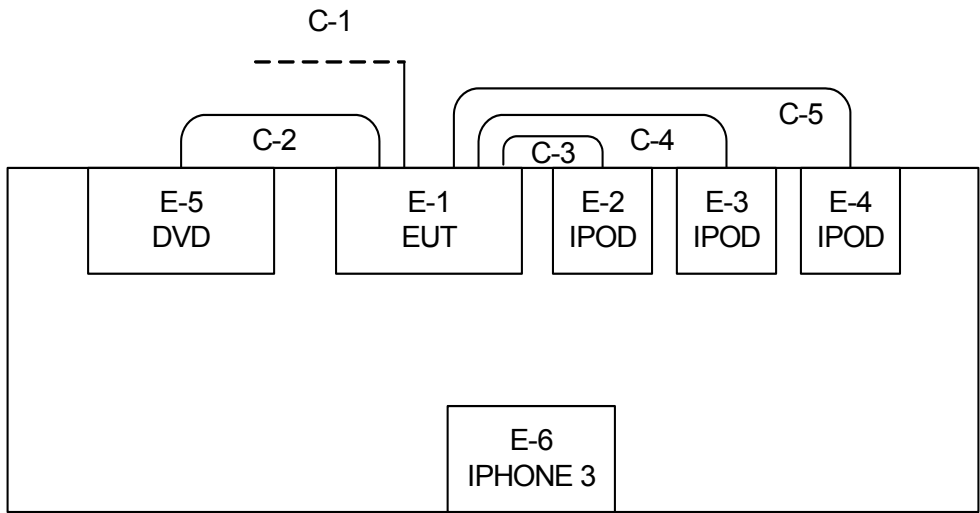 C-1
C-5
C-2
C-4
C-3
E-5
DVD
E-1
EUT
E-2
IPOD
E-3
IPOD
E-4
IPOD
E-6
IPHONE 3